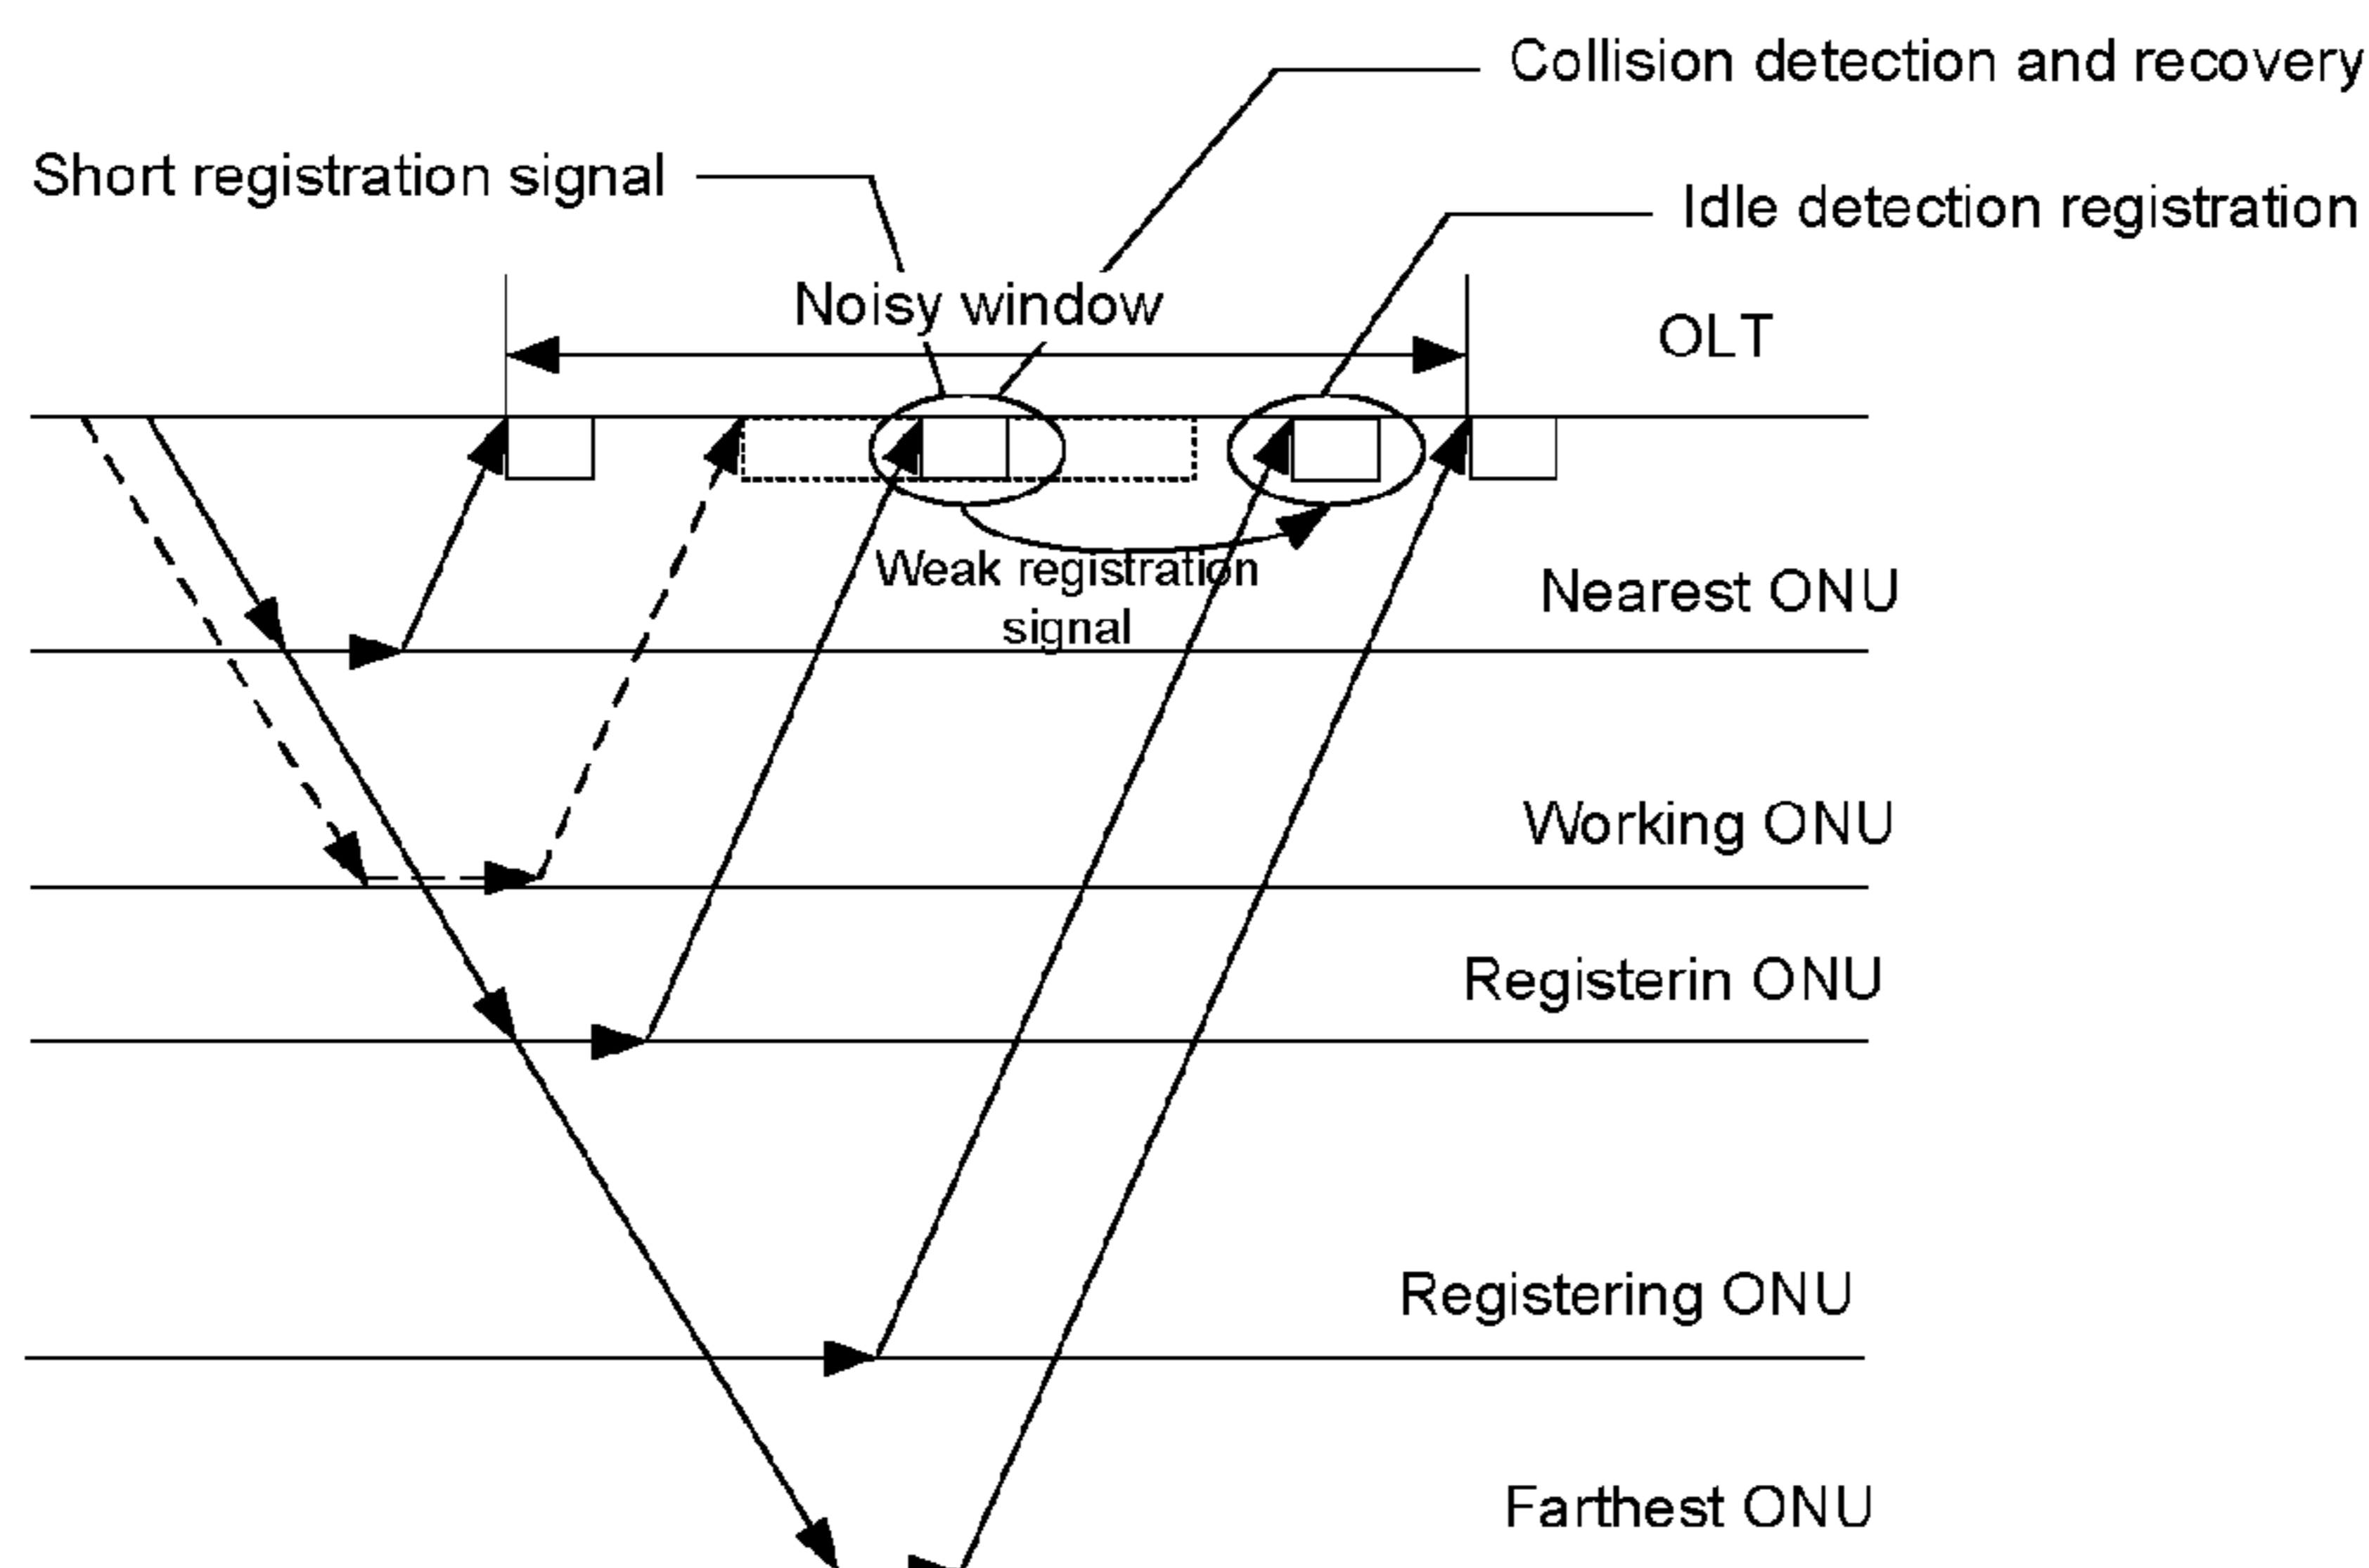 Collision detection and recovery
Short registration signal
Idle detection registration
Noisy window
OLT
Weak registration
signal
Nearest ONU
Working ONU
Registerin ONU
Registering ONU
Farthest ONU